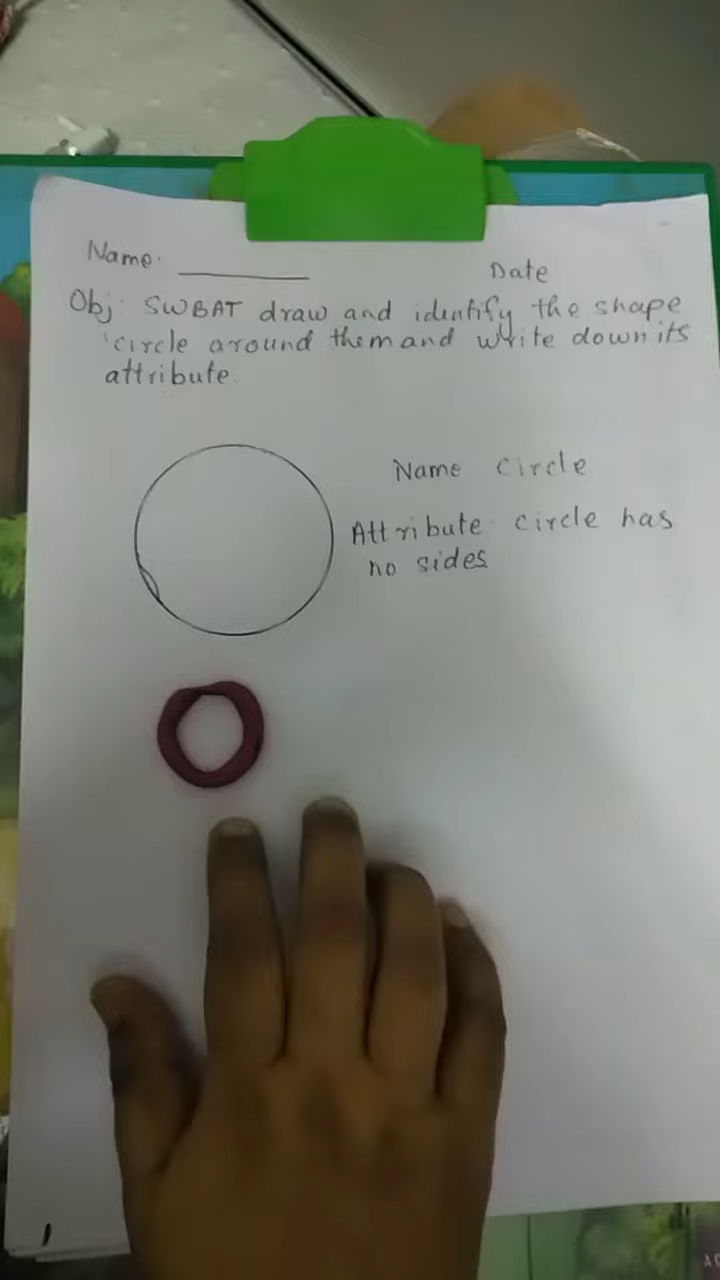 Name: ________ Date
Obj: SWBAT draw and identify the shape
'circle around them and write down its
attribute
Name Circle
Attribute: circle has
no sides